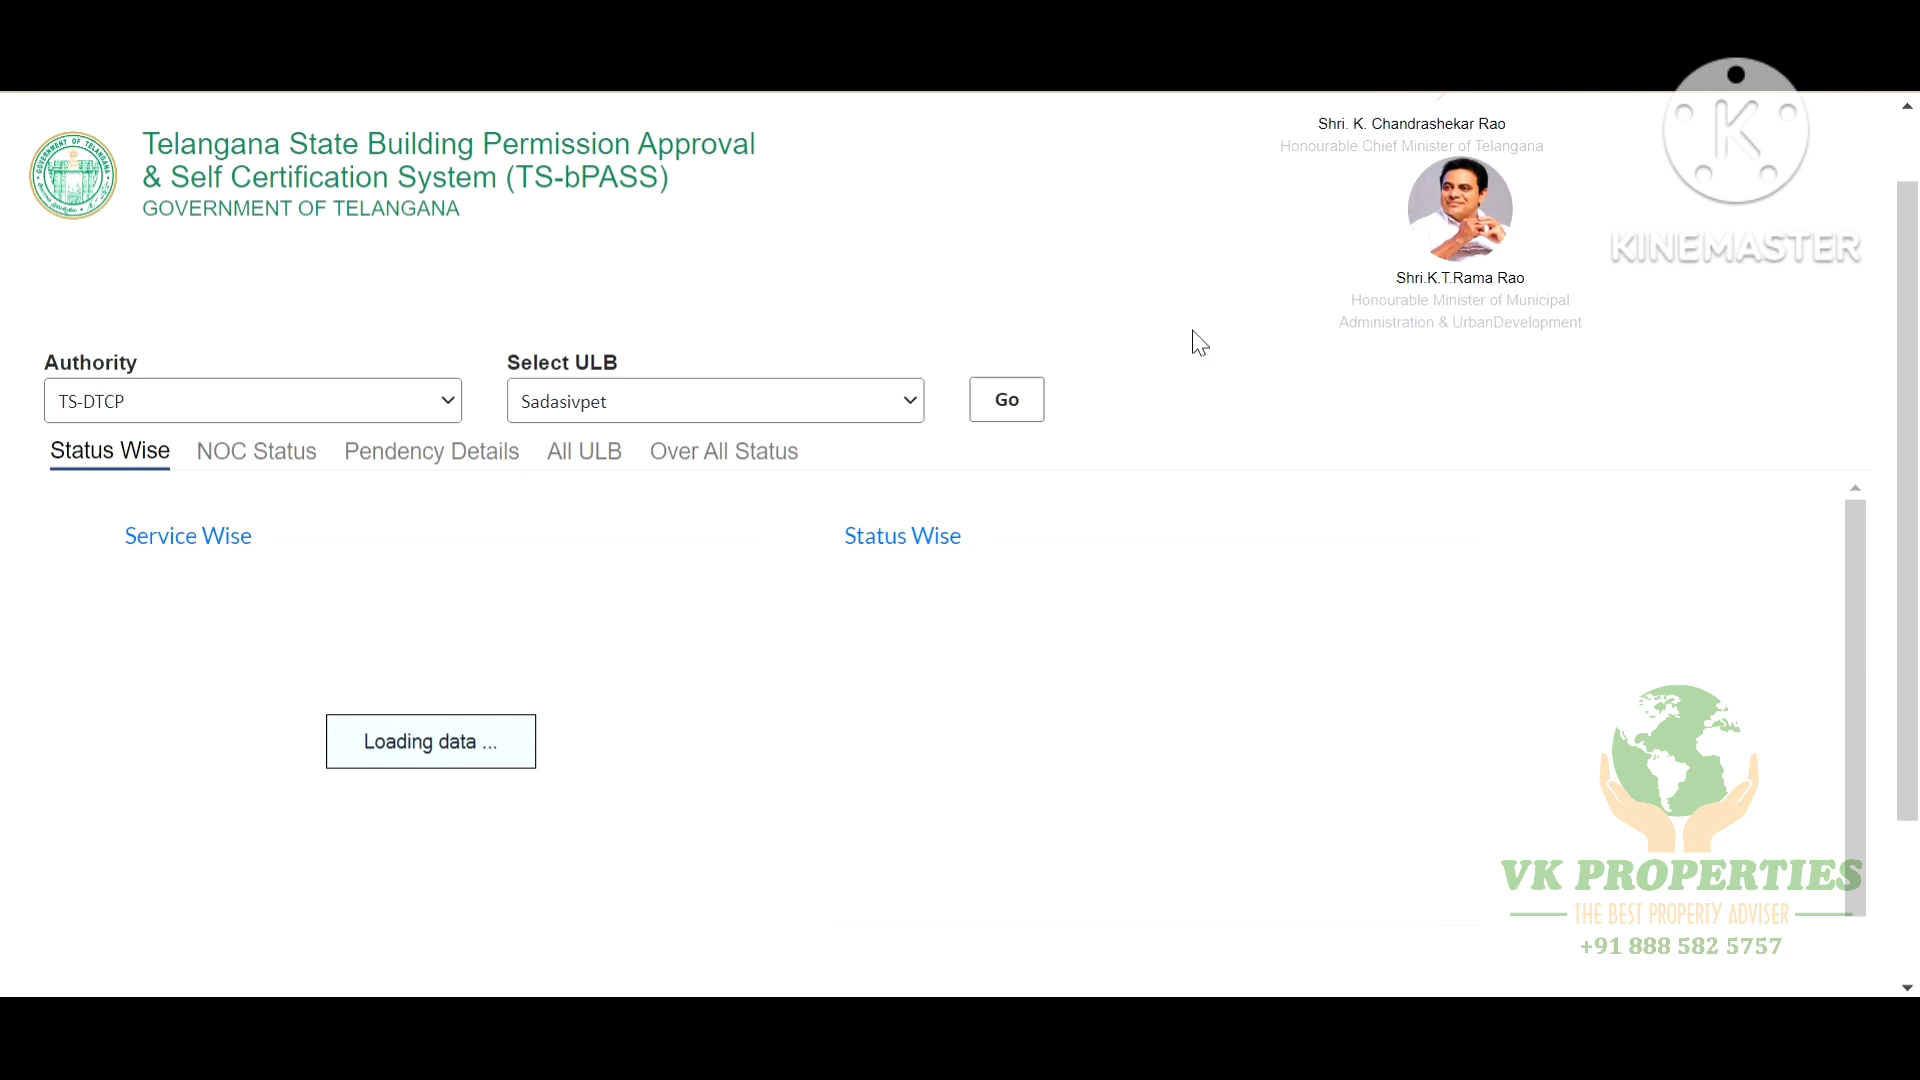 Telangana State Building Permission Approval
& Self Certification System (TS-bPASS)
GOVERNMENT OF TELANGANA
Shri. K. Chandrashekar Rao
Honourable Chief Minister of Telangana
K
KINEMASTER
Shri.K.T.Rama Rao
Honourable Minister of Municipal
Administration & UrbanDevelopment
Authority
Select ULB
TS-DTCP
Sadasivpet
Go
Status Wise NOC Status Pendency Details All ULB Over All Status
Service Wise
Status Wise
Loading data ...
VK PROPERTIES
THE BEST PROPERTY ADVISER
+91 888 582 5757